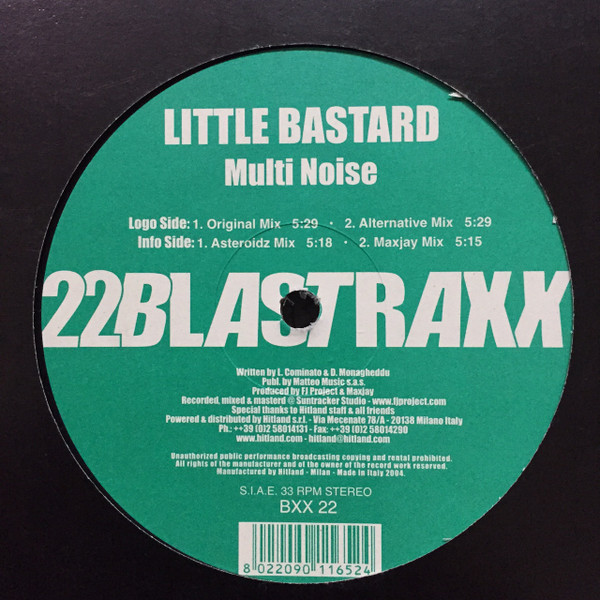 LITTLE BASTARD
Multi Noise
Logo Side: 1. Original Mix 5:29 · 2. Alternative Mix 5:29
Info Side: 1. Asteroidz Mix 5:18 · 2. Maxjay Mix 5:15
22BLASTRAXX
Written by L. Cominato & D. Monagheddu
Publ. by Matteo Music s.a.s.
Produced by FJ Project & Maxjay
Recorded, mixed & masterd @ Suntracker Studio - www.fjproject.com
Special thanks to Hitland staff & all friends
Powered & distributed by Hitland s.r.l. - Via Mecenate 78/A - 20138 Milano Italy
Ph.: ++39 (0)2 58014131 - Fax: ++39 (0)2 58014290
www.hitland.com - hitland@hitland.com
Unauthorized public performance broadcasting copying and rental prohibited.
All rights of the manufacturer and of the owner of the record work reserved.
Manufactured by Hitland - Milan - Made in Italy 2004.
S.I.A.E. 33 RPM STEREO
BXX 22
8 022090 116524